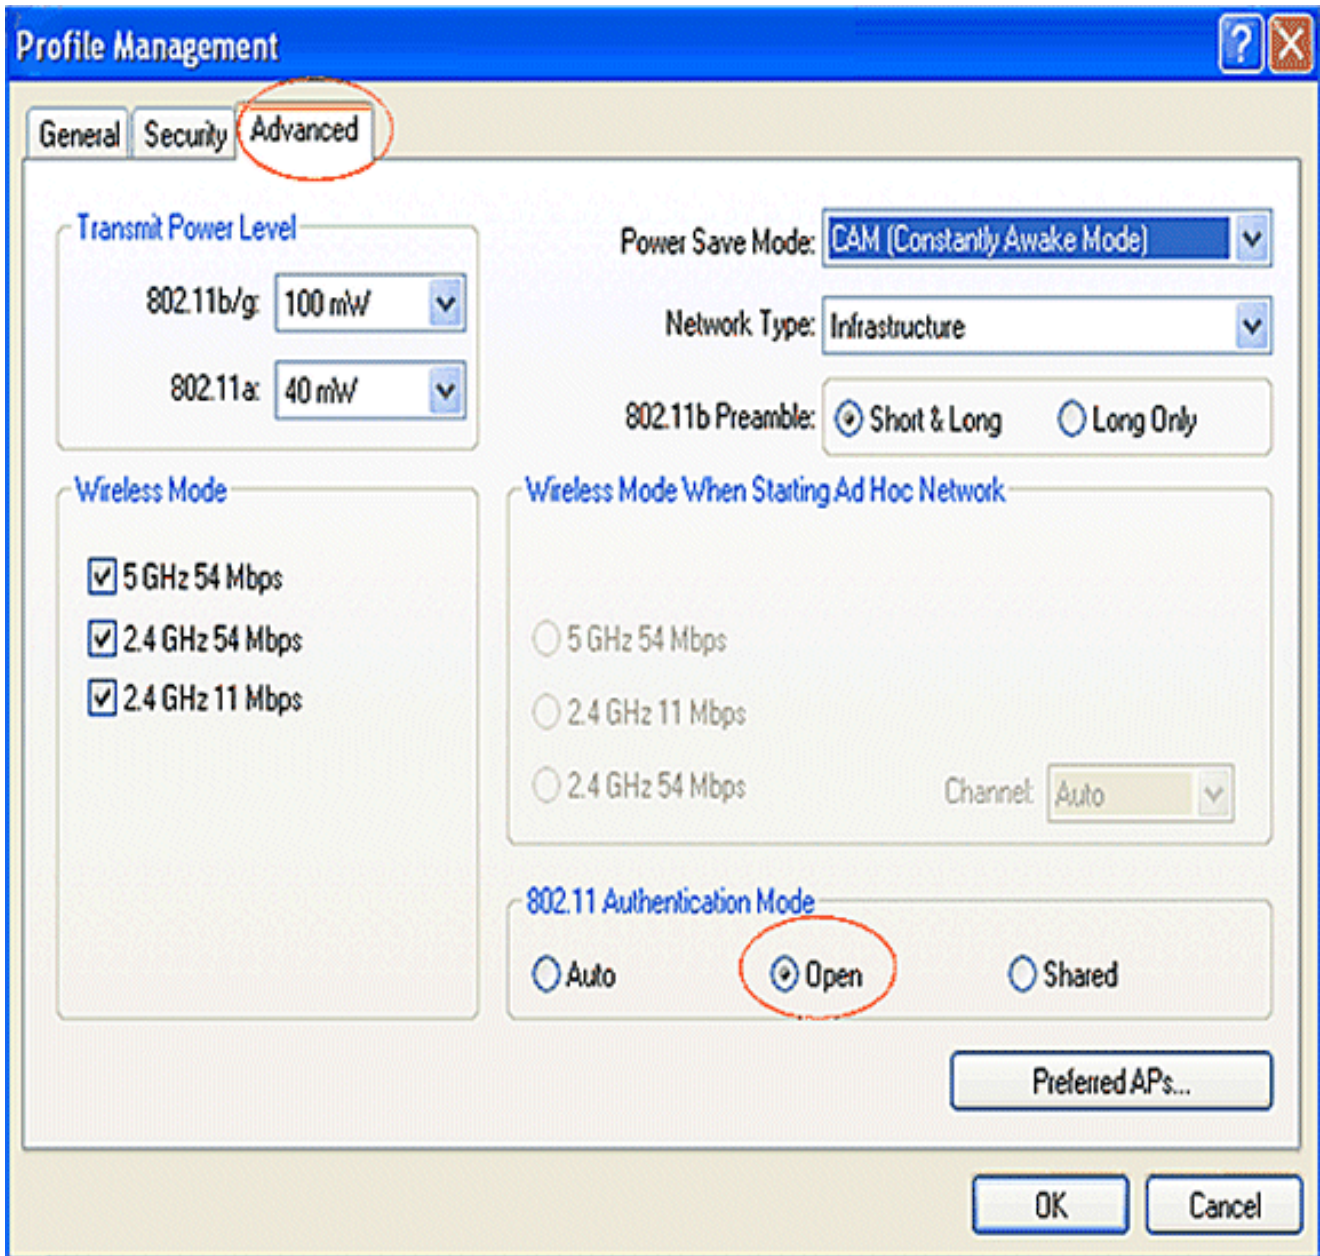 Profile Management
General Security Advanced
Transmit Power Level
802.11b/g: 100 mW
802.11a: 40 mW
Power Save Mode: CAM (Constantly Awake Mode)
Network Type: Infrastructure
802.11b Preamble: Short & Long Long Only
Wireless Mode
5 GHz 54 Mbps
2.4 GHz 54 Mbps
2.4 GHz 11 Mbps
Wireless Mode When Starting Ad Hoc Network
5 GHz 54 Mbps
2.4 GHz 11 Mbps
2.4 GHz 54 Mbps
Channel: Auto
802.11 Authentication Mode
Auto Open Shared
Preferred APs...
OK Cancel